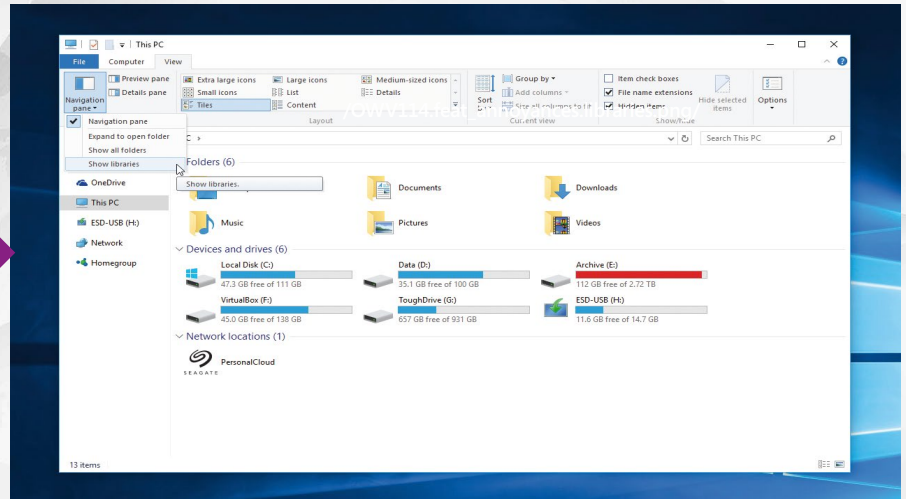 This PC
File Computer View
Navigation pane
Preview pane
Details pane
Extra large icons Large icons Medium-sized icons
Small icons List Details
Tiles Content
Layout
Sort
Group by
Add columns
Size all columns to fit
Current view
Item check boxes
File name extensions
Hidden items
Show/hide
Hide selected items
Options
Navigation pane
Expand to open folder
Show all folders
Show libraries
Show libraries.
C >
Search This PC
OneDrive
This PC
ESD-USB (H:)
Network
Homegroup
Folders (6)
Documents Downloads
Music Pictures Videos
Devices and drives (6)
Local Disk (C:) Data (D:) Archive (E:)
47.3 GB free of 111 GB 35.1 GB free of 100 GB 112 GB free of 2.72 TB
VirtualBox (F:) ToughDrive (G:) ESD-USB (H:)
45.0 GB free of 138 GB 657 GB free of 931 GB 11.6 GB free of 14.7 GB
Network locations (1)
PersonalCloud
SEAGATE
13 items